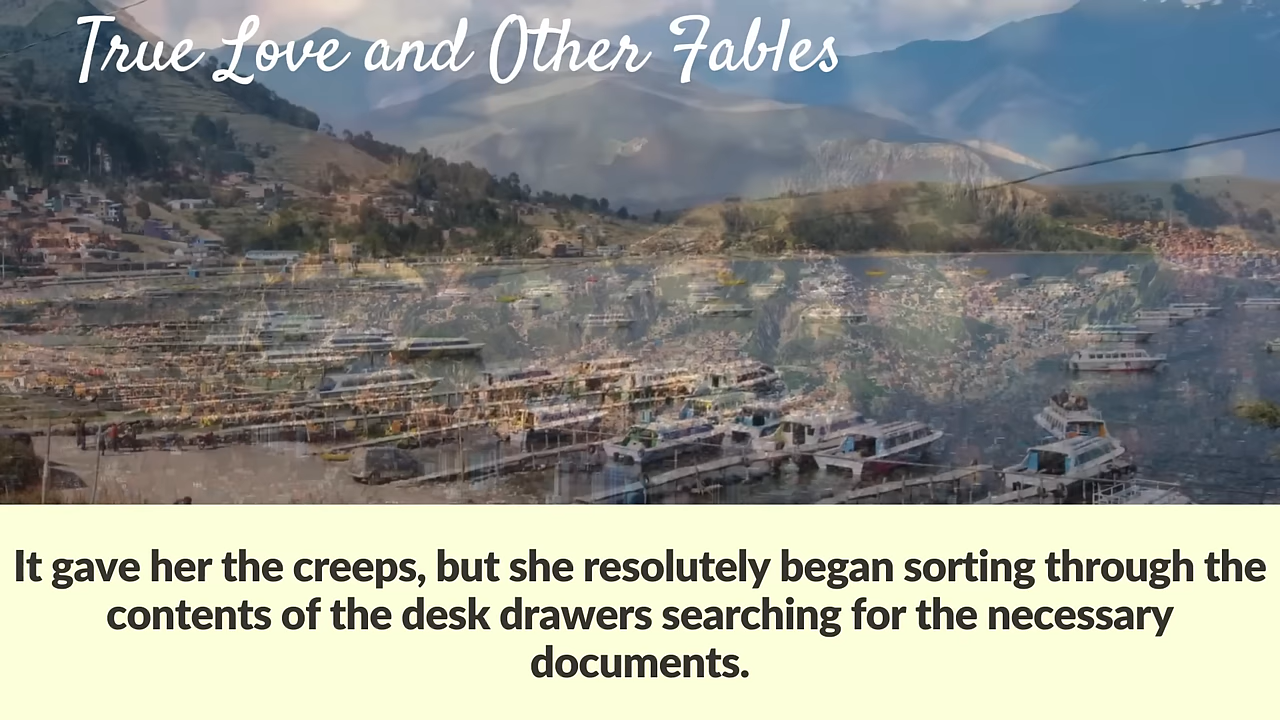 True Love and Other Fables
It gave her the creeps, but she resolutely began sorting through the
contents of the desk drawers searching for the necessary
documents.